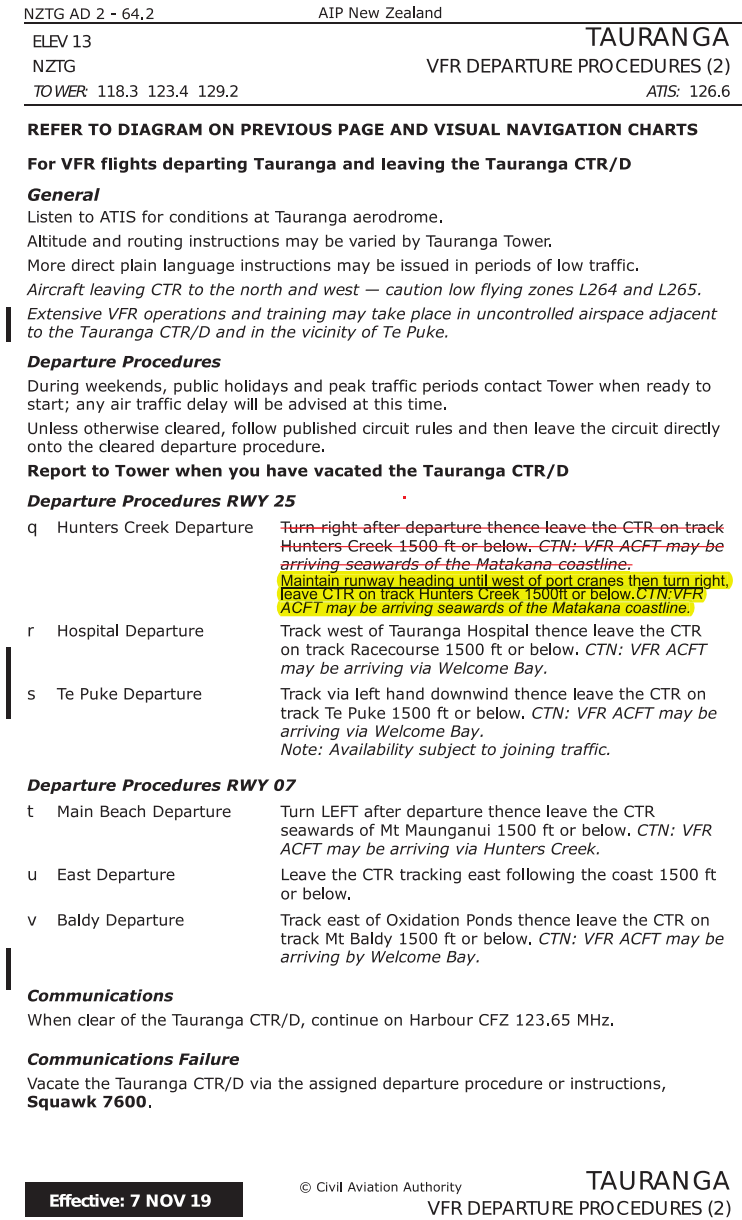 NZTG AD 2 - 64.2 AIP New Zealand
ELEV 13 TAURANGA
NZTG VFR DEPARTURE PROCEDURES (2)
TOWER: 118.3 123.4 129.2 ATIS: 126.6
REFER TO DIAGRAM ON PREVIOUS PAGE AND VISUAL NAVIGATION CHARTS
For VFR flights departing Tauranga and leaving the Tauranga CTR/D
General
Listen to ATIS for conditions at Tauranga aerodrome.
Altitude and routing instructions may be varied by Tauranga Tower.
More direct plain language instructions may be issued in periods of low traffic.
Aircraft leaving CTR to the north and west — caution low flying zones L264 and L265.
Extensive VFR operations and training may take place in uncontrolled airspace adjacent
to the Tauranga CTR/D and in the vicinity of Te Puke.
Departure Procedures
During weekends, public holidays and peak traffic periods contact Tower when ready to
start; any air traffic delay will be advised at this time.
Unless otherwise cleared, follow published circuit rules and then leave the circuit directly
onto the cleared departure procedure.
Report to Tower when you have vacated the Tauranga CTR/D
Departure Procedures RWY 25
q Hunters Creek Departure Turn right after departure thence leave the CTR on track
Hunters Creek 1500 ft or below. CTN: VFR ACFT may be
arriving seawards of the Matakana coastline.
Maintain runway heading until west of port cranes then turn right,
leave CTR on track Hunters Creek 1500ft or below.CTN:VFR
ACFT may be arriving seawards of the Matakana coastline.
r Hospital Departure Track west of Tauranga Hospital thence leave the CTR
on track Racecourse 1500 ft or below. CTN: VFR ACFT
may be arriving via Welcome Bay.
s Te Puke Departure Track via left hand downwind thence leave the CTR on
track Te Puke 1500 ft or below. CTN: VFR ACFT may be
arriving via Welcome Bay.
Note: Availability subject to joining traffic.
Departure Procedures RWY 07
t Main Beach Departure Turn LEFT after departure thence leave the CTR
seawards of Mt Maunganui 1500 ft or below. CTN: VFR
ACFT may be arriving via Hunters Creek.
u East Departure Leave the CTR tracking east following the coast 1500 ft
or below.
v Baldy Departure Track east of Oxidation Ponds thence leave the CTR on
track Mt Baldy 1500 ft or below. CTN: VFR ACFT may be
arriving by Welcome Bay.
Communications
When clear of the Tauranga CTR/D, continue on Harbour CFZ 123.65 MHz.
Communications Failure
Vacate the Tauranga CTR/D via the assigned departure procedure or instructions,
Squawk 7600.
Effective: 7 NOV 19 © Civil Aviation Authority TAURANGA
VFR DEPARTURE PROCEDURES (2)